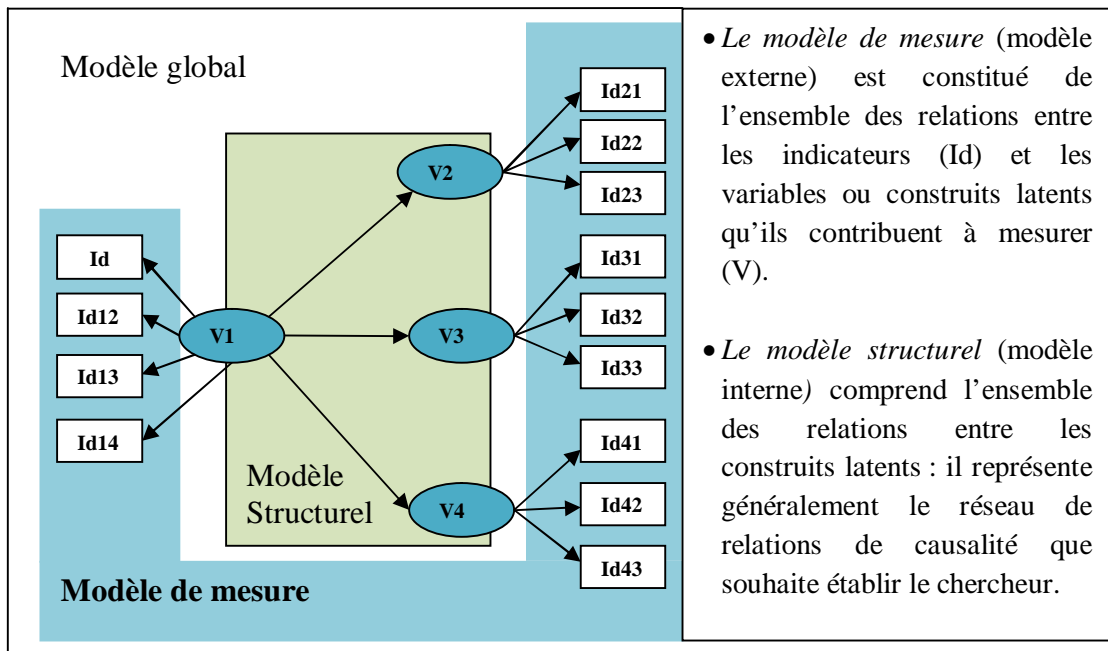 Modèle global
Id21
Id22
Id23
V2
Id31
Id32
Id33
Id
Id12
Id13
Id14
V1
V3
Id41
Id42
Id43
V4
Modèle
Structurel
Modèle de mesure
• Le modèle de mesure (modèle
externe) est constitué de
l’ensemble des relations entre
les indicateurs (Id) et les
variables ou construits latents
qu’ils contribuent à mesurer
(V).
• Le modèle structurel (modèle
interne) comprend l’ensemble
des relations entre les
construits latents : il représente
généralement le réseau de
relations de causalité que
souhaite établir le chercheur.